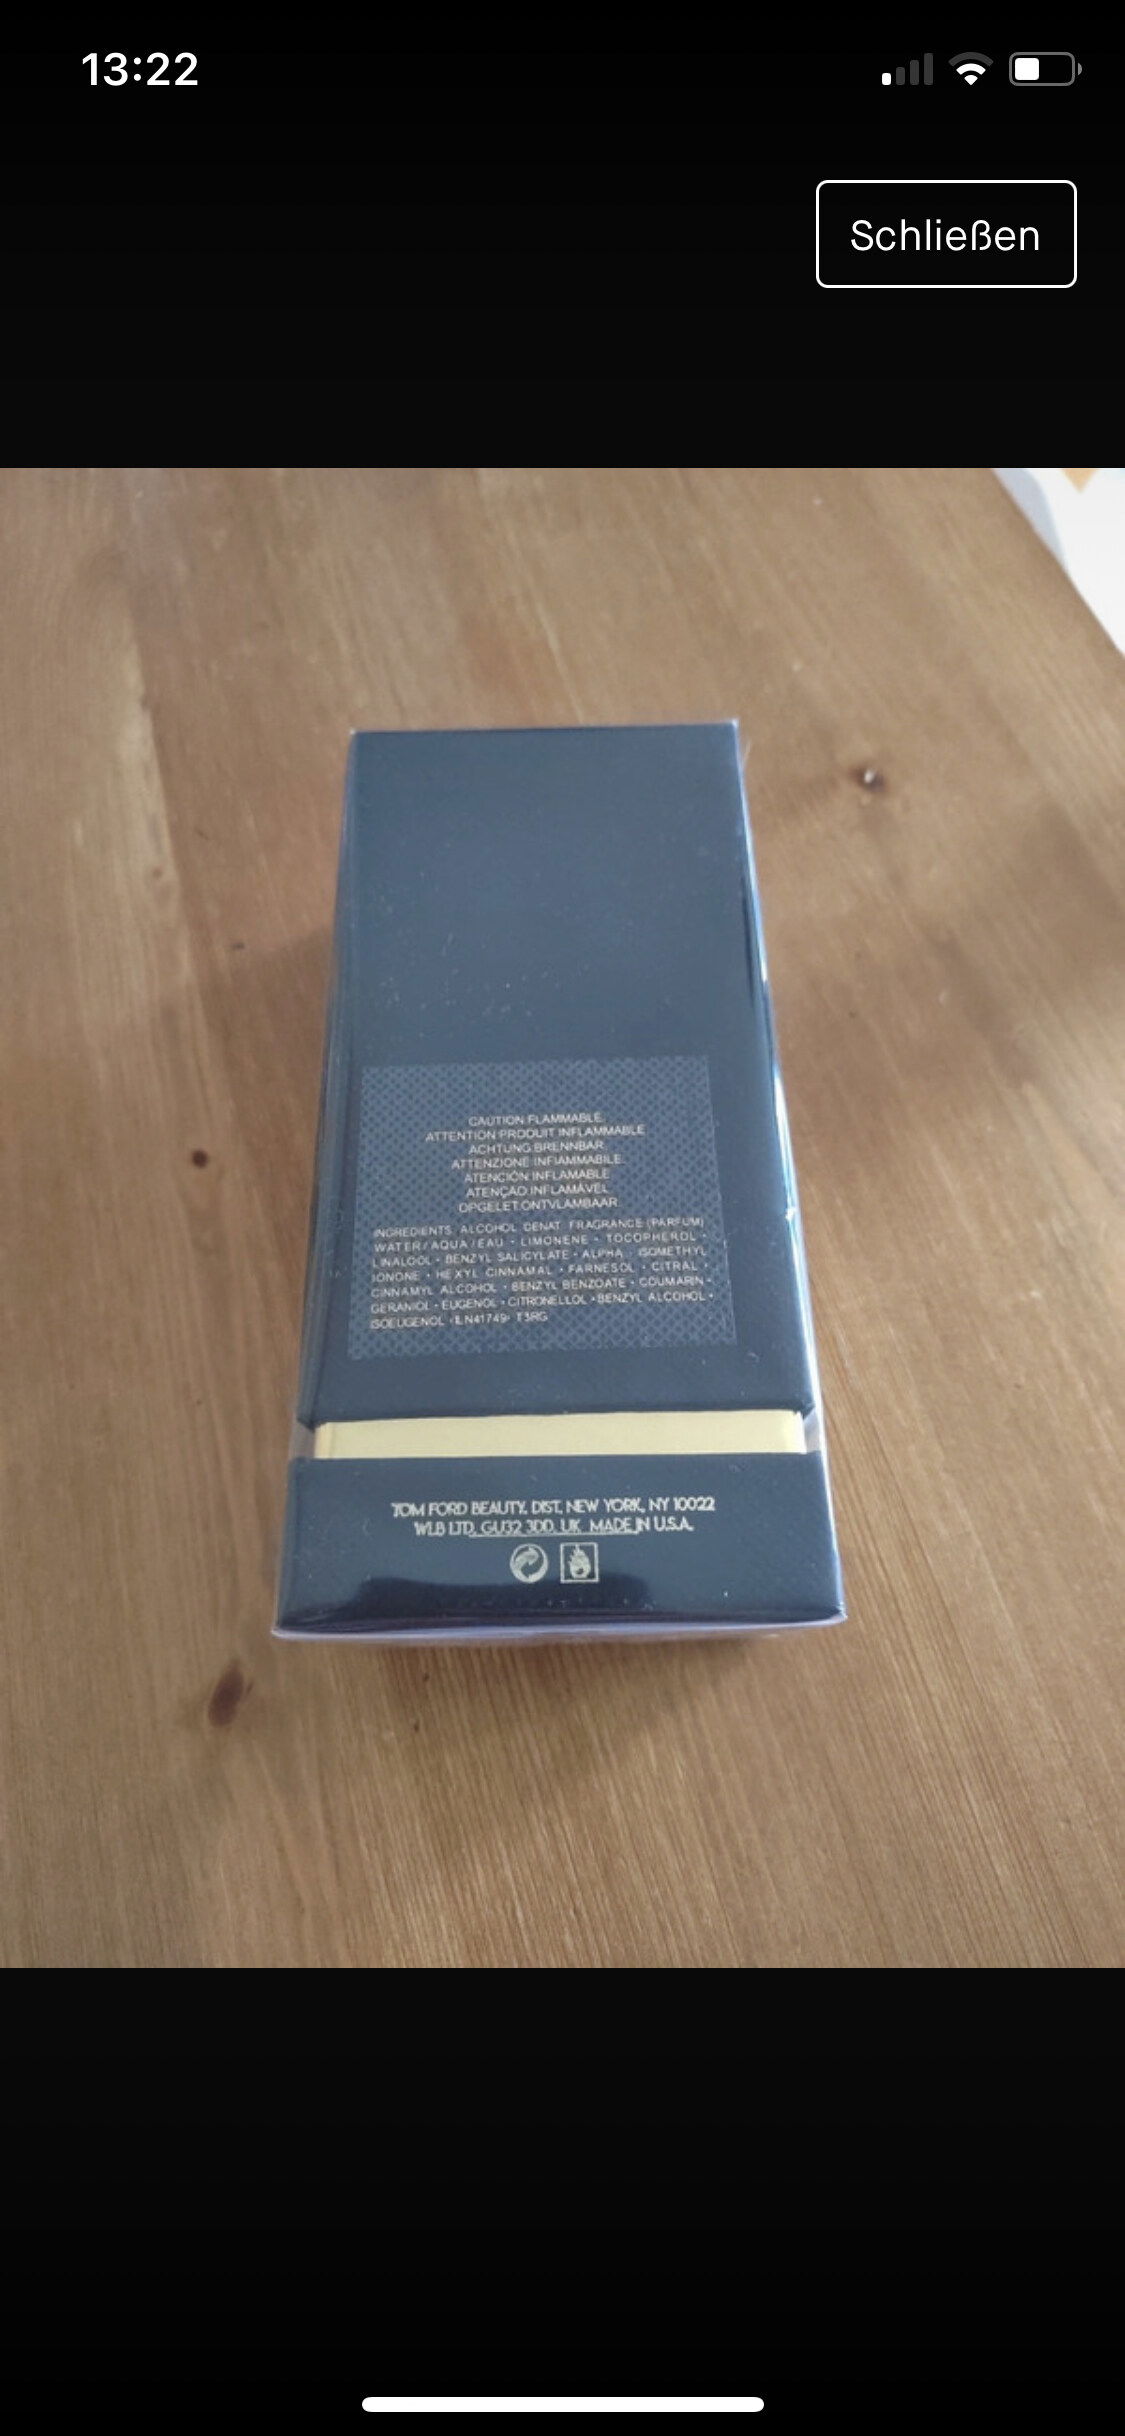 13:22
Schließen
CAUTION:FLAMMABLE.
ATTENTION:PRODUIT INFLAMMABLE
ACHTUNG:BRENNBAR
ATTENZIONE:INFIAMMABILE.
ATENCIÓN:INFLAMABLE
ATENÇAO:INFLAMÁVEL
OPGELET:ONTVLAMBAAR
INGREDIENTS: ALCOHOL DENAT. FRAGRANCE (PARFUM)
WATER/AQUA/EAU • LIMONENE • TOCOPHEROL •
LINALOOL • BENZYL SALICYLATE • ALPHA - ISOMETHYL
IONONE • HEXYL CINNAMAL • FARNESOL • CITRAL •
CINNAMYL ALCOHOL • BENZYL BENZOATE • COUMARIN •
GERANIOL • EUGENOL • CITRONELLOL • BENZYL ALCOHOL •
ISOEUGENOL <ILN41749> T3RG
TOM FORD BEAUTY, DIST, NEW YORK, NY 10022
WLB LTD, GU32 3DD, UK MADE IN U.S.A.